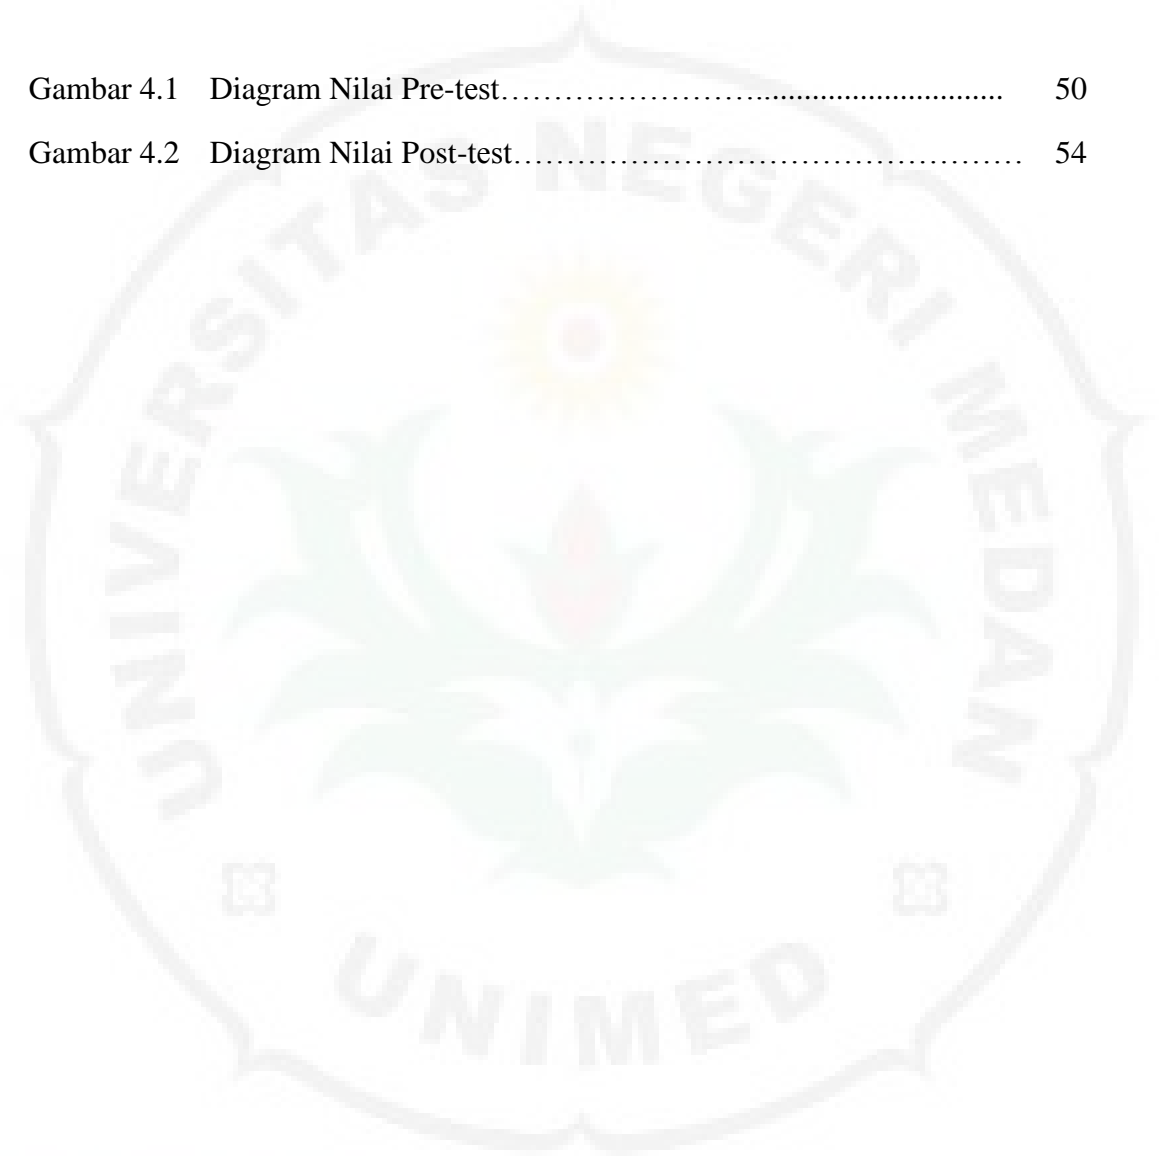 Gambar 4.1 Diagram Nilai Pre-test……………………............................... 50
Gambar 4.2 Diagram Nilai Post-test………………………………………… 54
UNIVERSITAS NEGERI MEDAN
UNIMED